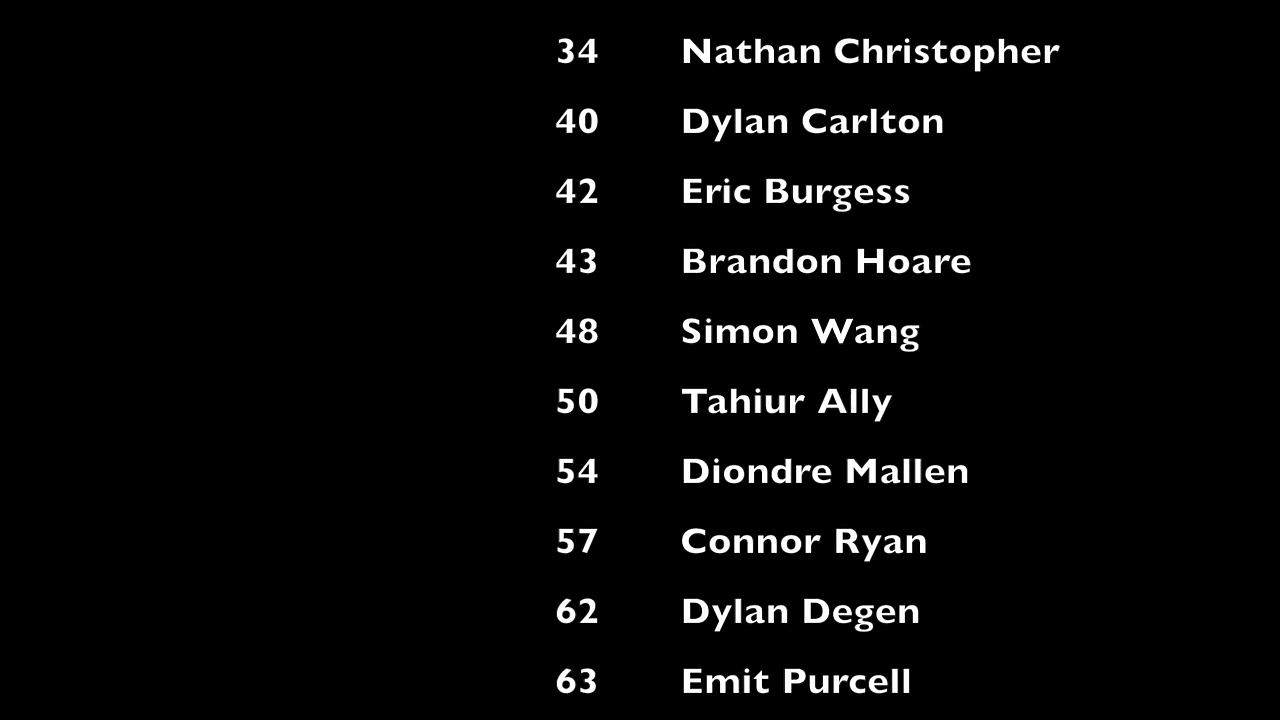 34 Nathan Christopher
40 Dylan Carlton
42 Eric Burgess
43 Brandon Hoare
48 Simon Wang
50 Tahiur Ally
54 Diondre Mallen
57 Connor Ryan
62 Dylan Degen
63 Emit Purcell